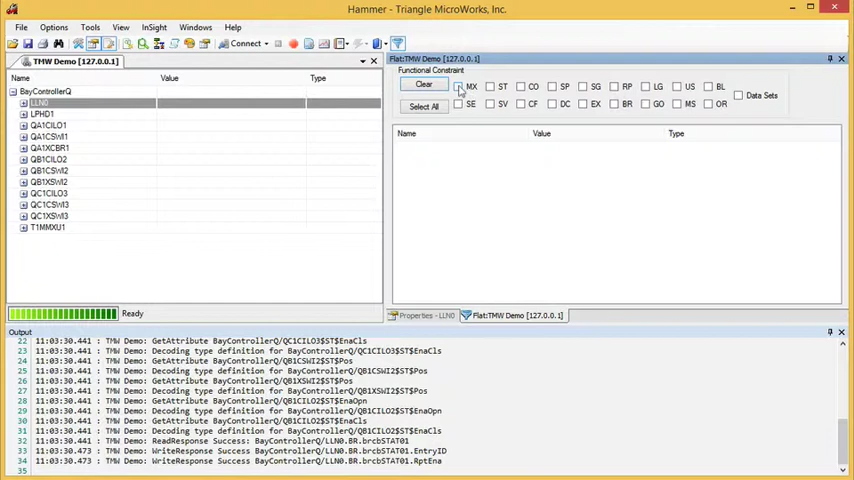 Hammer - Triangle MicroWorks, Inc.
File Options Tools View InSight Windows Help
Connect
TMW Demo [127.0.0.1]
Name Value Type
BayControllerQ
LLN0
LPHD1
QA1CILO1
QA1CSWI1
QA1XCBR1
QB1CILO2
QB1CSWI2
QB1XSWI2
QC1CILO3
QC1CSWI3
QC1XSWI3
T1MMXU1
Ready
Flat:TMW Demo [127.0.0.1]
Functional Constraint
Clear MX ST CO SP SG RP LG US BL
Data Sets
Select All SE SV CF DC EX BR GO MS OR
Name Value Type
Properties - LLN0 Flat:TMW Demo [127.0.0.1]
Output
22 11:03:30.441 : TMW Demo: GetAttribute BayControllerQ/QC1CILO3$ST$EnaCls
23 11:03:30.441 : TMW Demo: Decoding type definition for BayControllerQ/QC1CILO3$ST$EnaCls
24 11:03:30.441 : TMW Demo: GetAttribute BayControllerQ/QB1CSWI2$ST$Pos
25 11:03:30.441 : TMW Demo: Decoding type definition for BayControllerQ/QB1CSWI2$ST$Pos
26 11:03:30.441 : TMW Demo: GetAttribute BayControllerQ/QB1XSWI2$ST$Pos
27 11:03:30.441 : TMW Demo: Decoding type definition for BayControllerQ/QB1XSWI2$ST$Pos
28 11:03:30.441 : TMW Demo: GetAttribute BayControllerQ/QB1CILO2$ST$EnaOpn
29 11:03:30.441 : TMW Demo: Decoding type definition for BayControllerQ/QB1CILO2$ST$EnaOpn
30 11:03:30.441 : TMW Demo: GetAttribute BayControllerQ/QB1CILO2$ST$EnaCls
31 11:03:30.441 : TMW Demo: Decoding type definition for BayControllerQ/QB1CILO2$ST$EnaCls
32 11:03:30.441 : TMW Demo: ReadResponse Success: BayControllerQ/LLN0.BR.brcbSTAT01
33 11:03:30.473 : TMW Demo: WriteResponse Success BayControllerQ/LLN0.BR.brcbSTAT01.EntryID
34 11:03:30.473 : TMW Demo: WriteResponse Success BayControllerQ/LLN0.BR.brcbSTAT01.RptEna
35